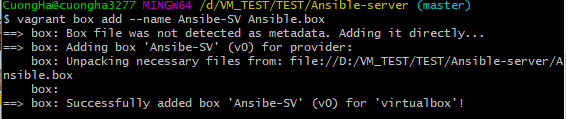 CuongHa@cuongha3277 MINGW64 /d/VM_TEST/TEST/Ansible-server (master)
$ vagrant box add --name Ansibe-SV Ansible.box
==> box: Box file was not detected as metadata. Adding it directly...
==> box: Adding box 'Ansibe-SV' (v0) for provider:
    box: Unpacking necessary files from: file://D:/VM_TEST/TEST/Ansible-server/A
nsible.box
    box:
==> box: Successfully added box 'Ansibe-SV' (v0) for 'virtualbox'!